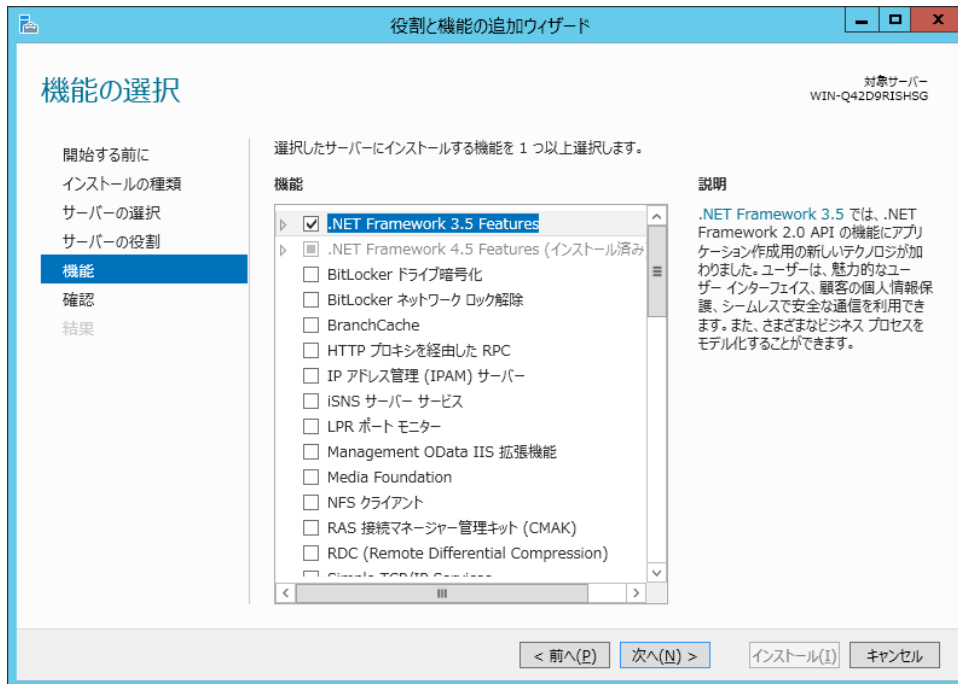 役割と機能の追加ウィザード
機能の選択
対象サーバー
WIN-Q42D9RISHSG
開始する前に
インストールの種類
サーバーの選択
サーバーの役割
機能
確認
結果
選択したサーバーにインストールする機能を 1 つ以上選択します。
機能
.NET Framework 3.5 Features
.NET Framework 4.5 Features (インストール済み
BitLocker ドライブ暗号化
BitLocker ネットワーク ロック解除
BranchCache
HTTP プロキシを経由した RPC
IP アドレス管理 (IPAM) サーバー
iSNS サーバー サービス
LPR ポート モニター
Management OData IIS 拡張機能
Media Foundation
NFS クライアント
RAS 接続マネージャー管理キット (CMAK)
RDC (Remote Differential Compression)
Simple TCP/IP Services
説明
.NET Framework 3.5 では、.NET
Framework 2.0 API の機能にアプリ
ケーション作成用の新しいテクノロジが加
わりました。ユーザーは、魅力的なユー
ザー インターフェイス、顧客の個人情報保
護、シームレスで安全な通信を利用でき
ます。また、さまざまなビジネス プロセスを
モデル化することができます。
< 前へ(P)
次へ(N) >
インストール(I)
キャンセル